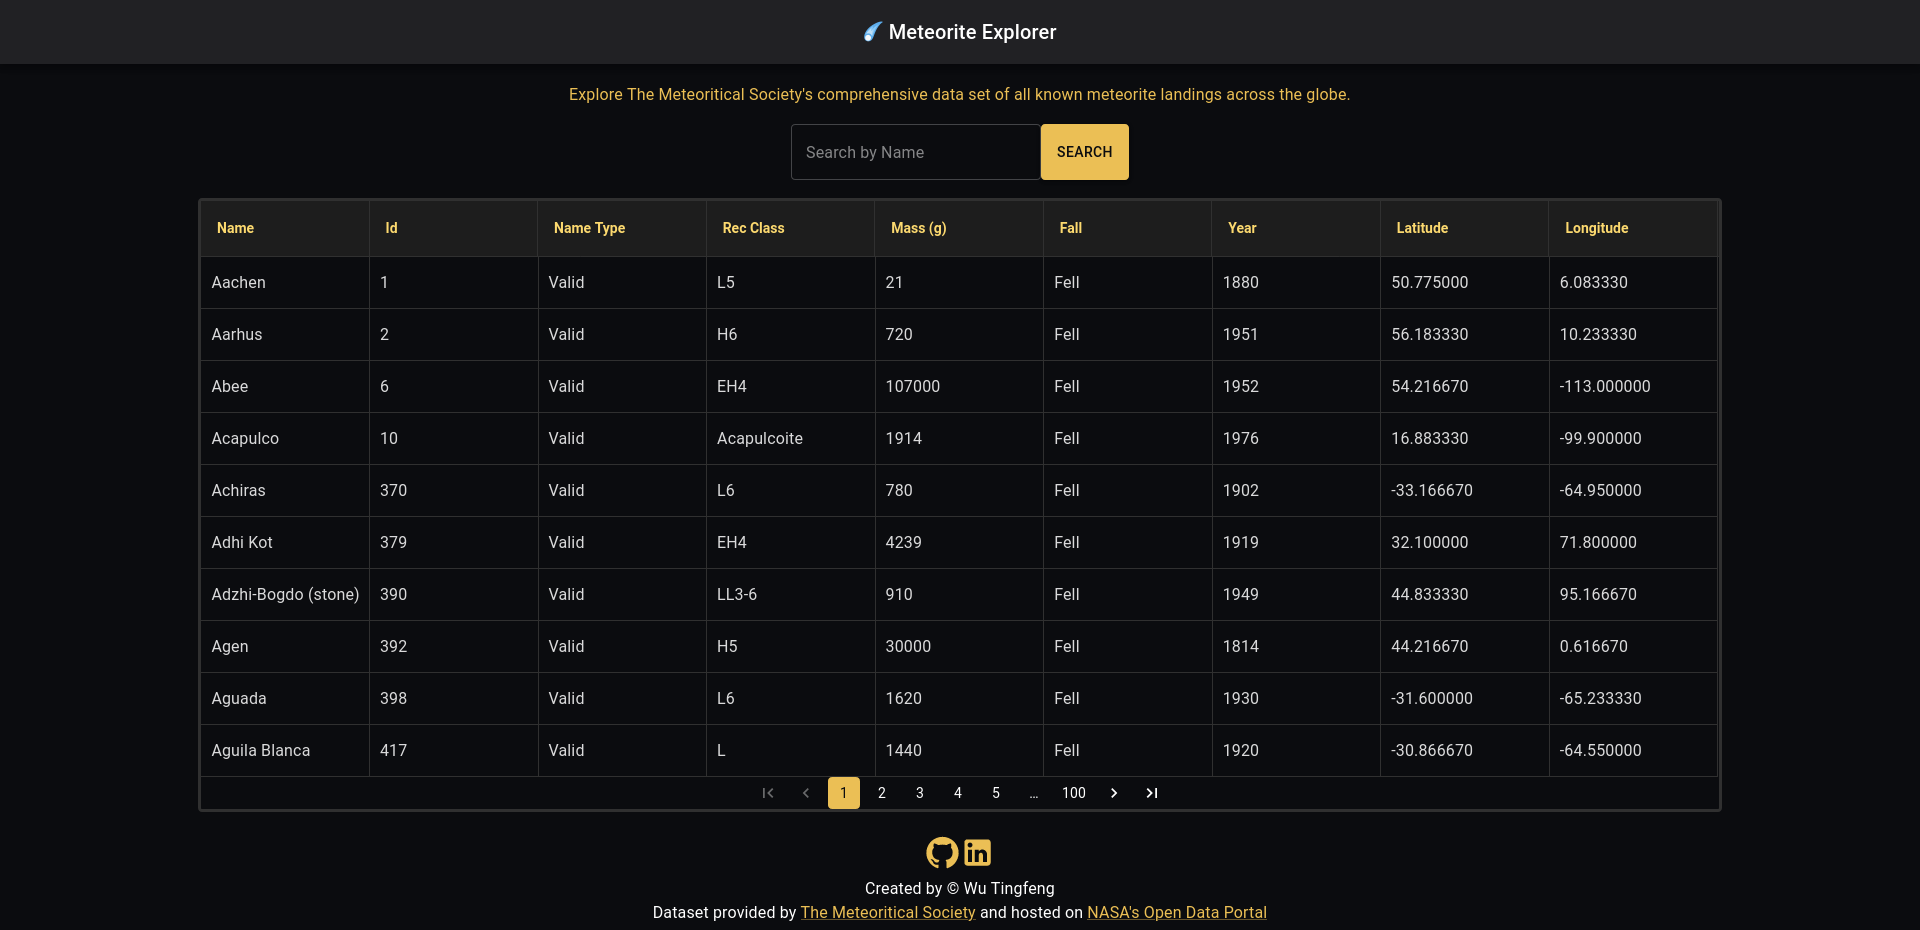 Meteorite Explorer
Explore The Meteoritical Society's comprehensive data set of all known meteorite landings across the globe.
Search by Name SEARCH
Name Id Name Type Rec Class Mass (g) Fall Year Latitude Longitude
Aachen 1 Valid L5 21 Fell 1880 50.775000 6.083330
Aarhus 2 Valid H6 720 Fell 1951 56.183330 10.233330
Abee 6 Valid EH4 107000 Fell 1952 54.216670 -113.000000
Acapulco 10 Valid Acapulcoite 1914 Fell 1976 16.883330 -99.900000
Achiras 370 Valid L6 780 Fell 1902 -33.166670 -64.950000
Adhi Kot 379 Valid EH4 4239 Fell 1919 32.100000 71.800000
Adzhi-Bogdo (stone) 390 Valid LL3-6 910 Fell 1949 44.833330 95.166670
Agen 392 Valid H5 30000 Fell 1814 44.216670 0.616670
Aguada 398 Valid L6 1620 Fell 1930 -31.600000 -65.233330
Aguila Blanca 417 Valid L 1440 Fell 1920 -30.866670 -64.550000
1 2 3 4 5 … 100
in
Created by © Wu Tingfeng
Dataset provided by The Meteoritical Society and hosted on NASA's Open Data Portal